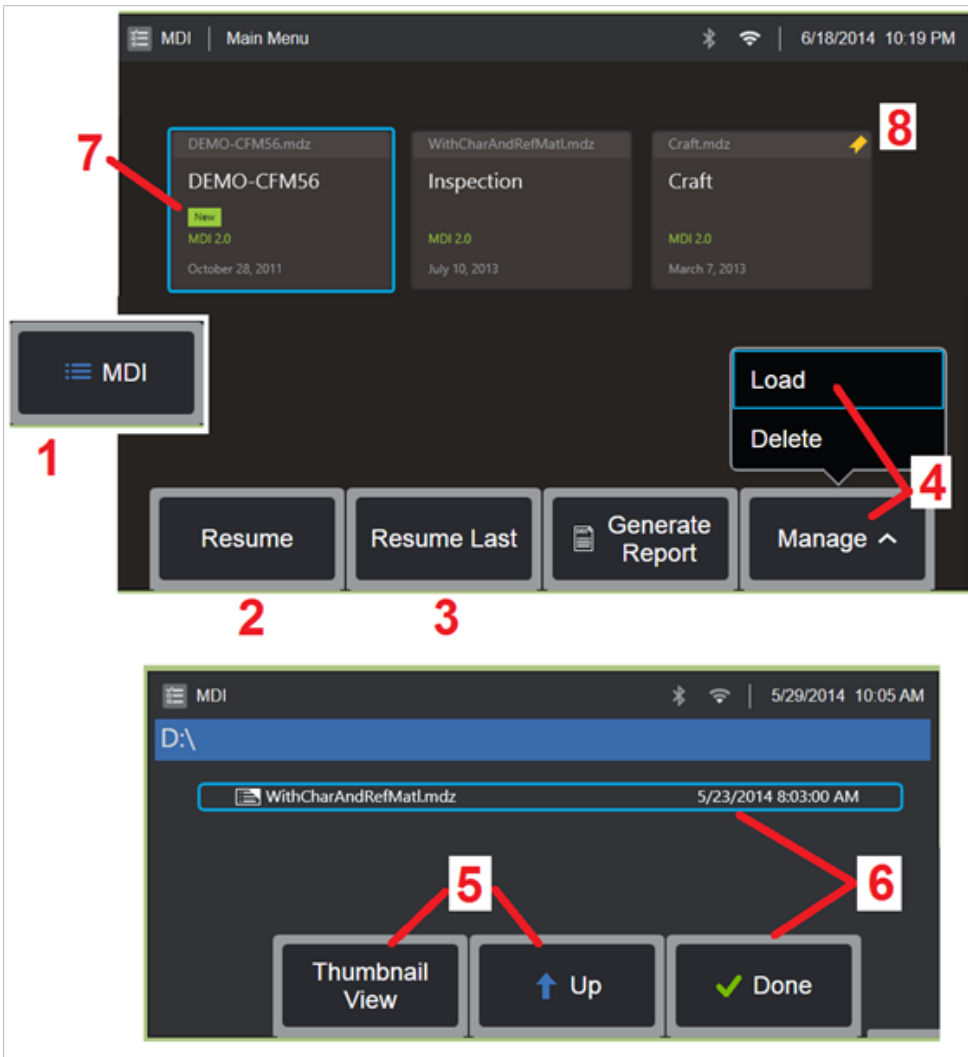 MDI | Main Menu
6/18/2014 10:19 PM
8
7
DEMO-CFM56.mdz
DEMO-CFM56
New
MDI 2.0
October 28, 2011
WithCharAndRefMatl.mdz
Inspection
MDI 2.0
July 10, 2013
Craft.mdz
Craft
MDI 2.0
March 7, 2013
MDI
1
Load
Delete
4
Resume
Resume Last
Generate
Report
Manage
2
3
MDI
5/29/2014 10:05 AM
D:\
WithCharAndRefMatl.mdz 5/23/2014 8:03:00 AM
5
6
Thumbnail
View
Up
Done